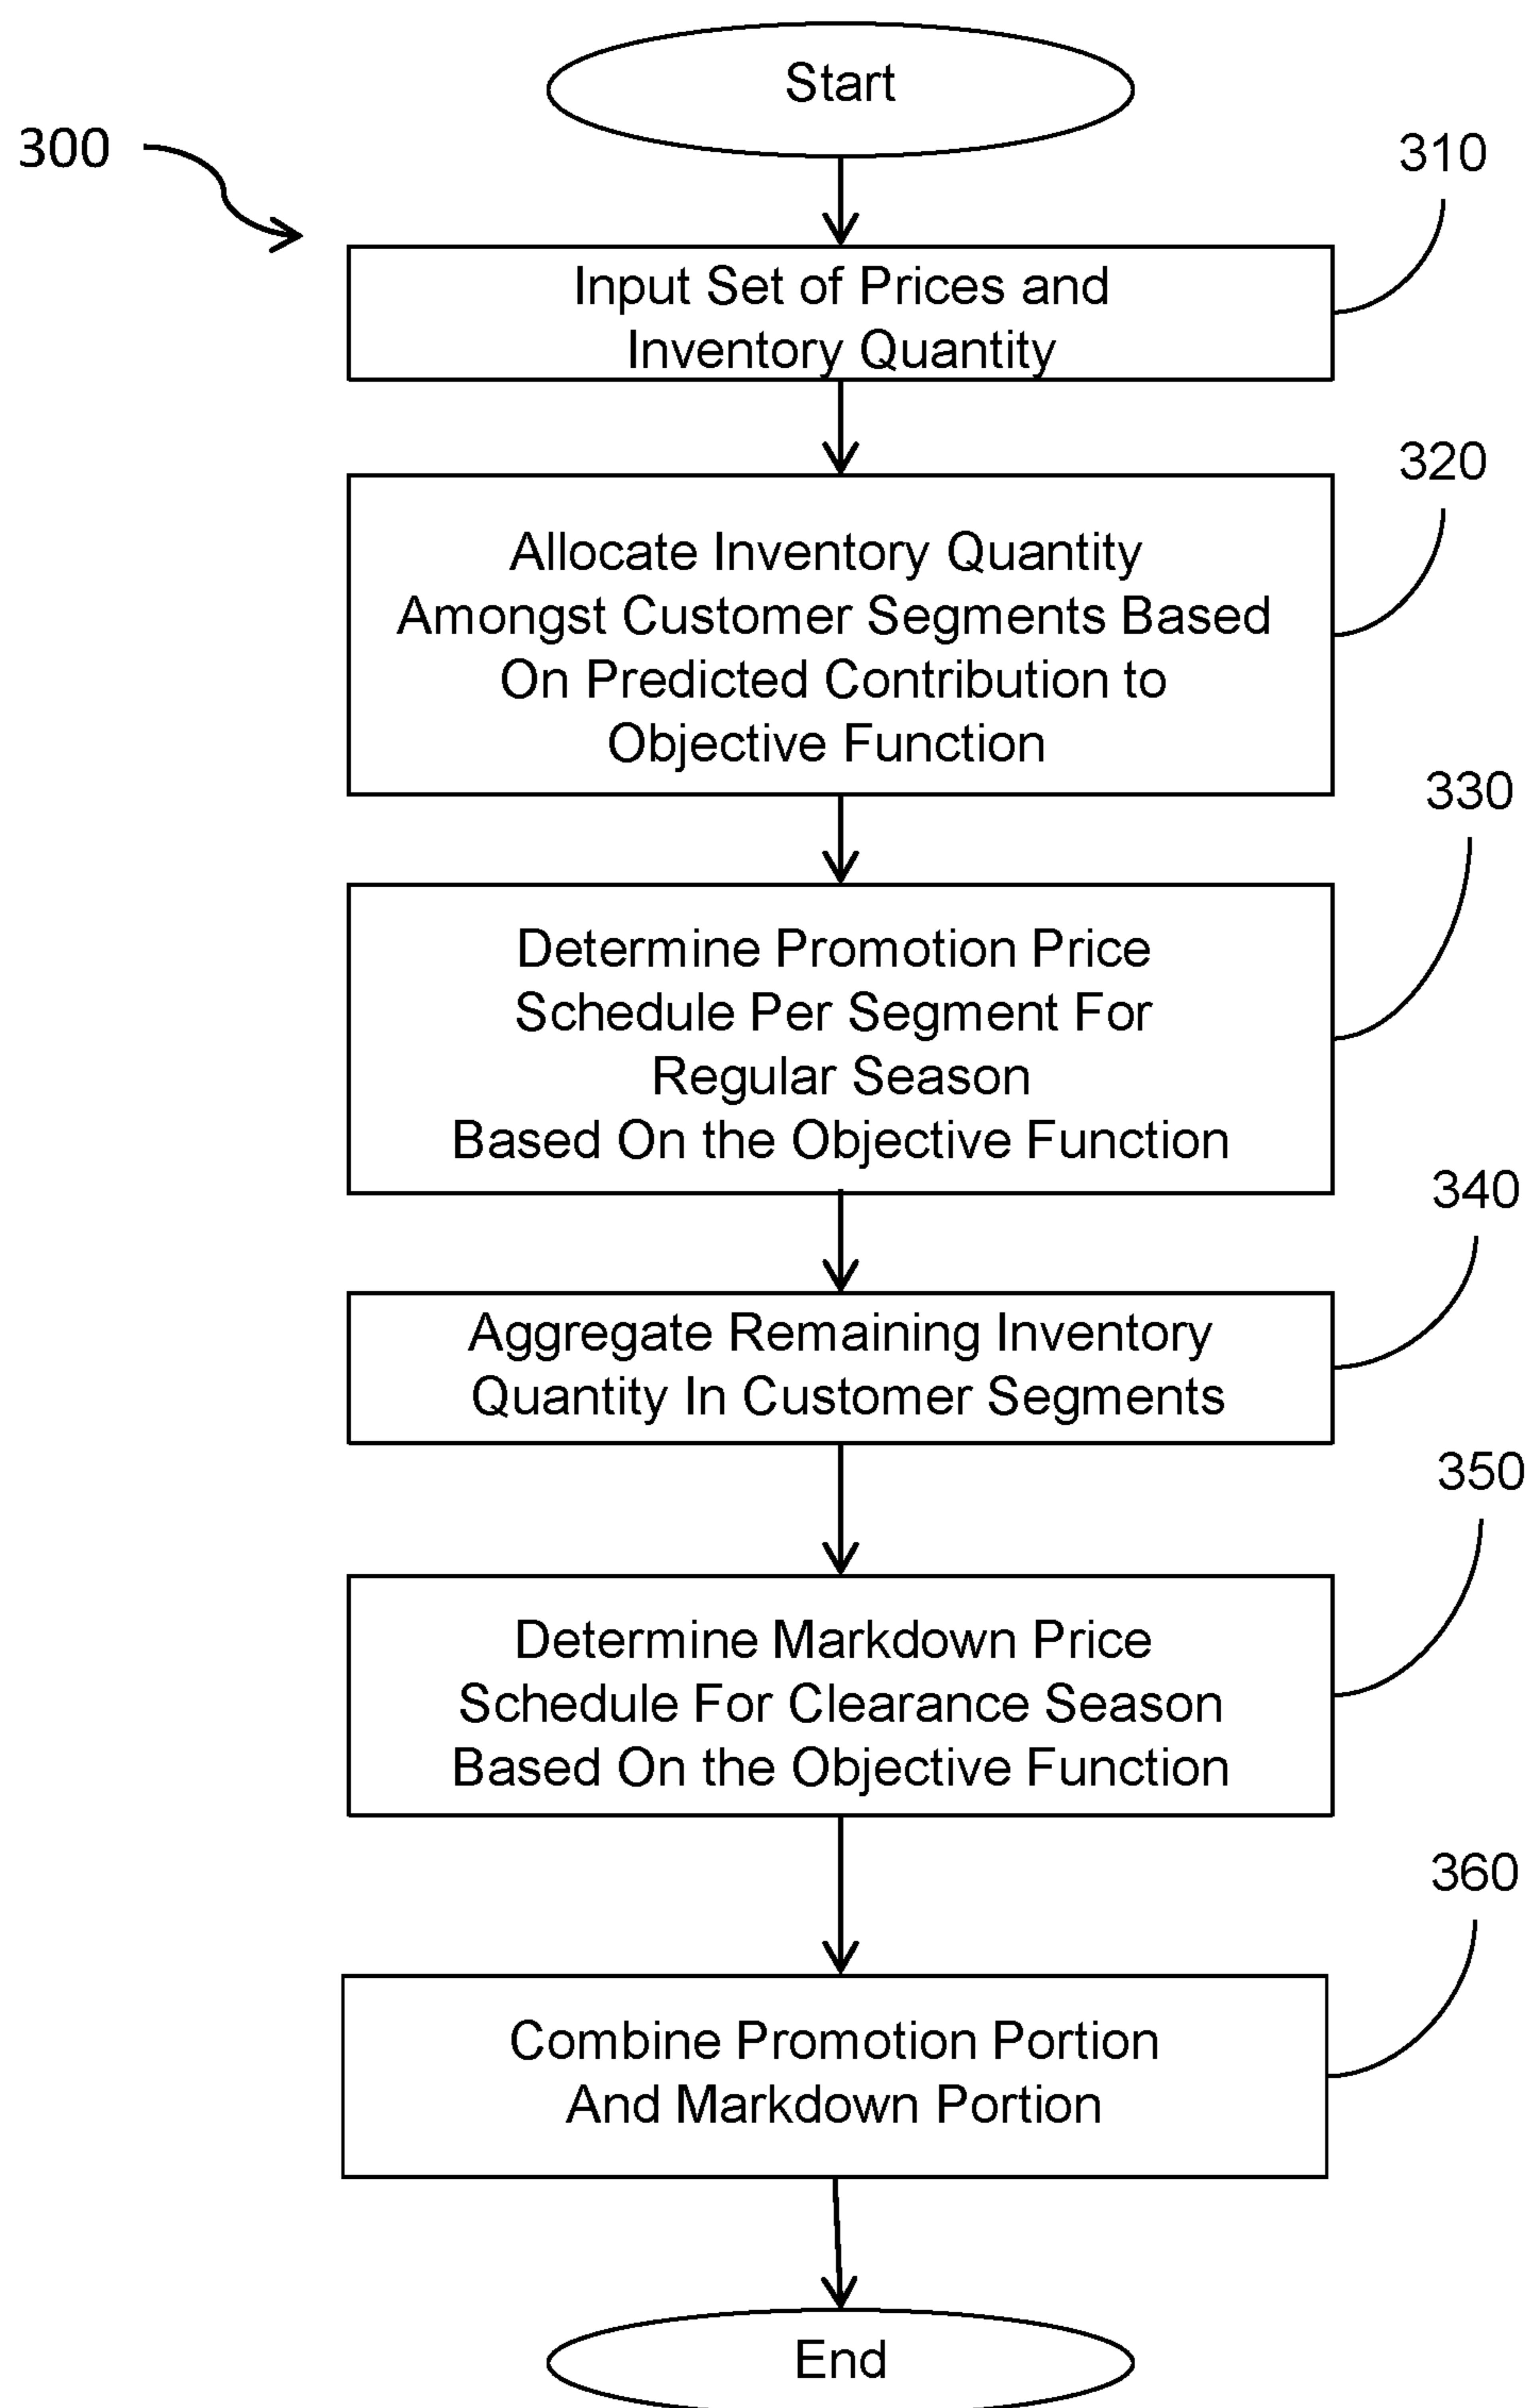 Start
300
310
Input Set of Prices and
Inventory Quantity
320
Allocate Inventory Quantity
Amongst Customer Segments Based
On Predicted Contribution to
Objective Function
330
Determine Promotion Price
Schedule Per Segment For
Regular Season
Based On the Objective Function
340
Aggregate Remaining Inventory
Quantity In Customer Segments
350
Determine Markdown Price
Schedule For Clearance Season
Based On the Objective Function
360
Combine Promotion Portion
And Markdown Portion
End